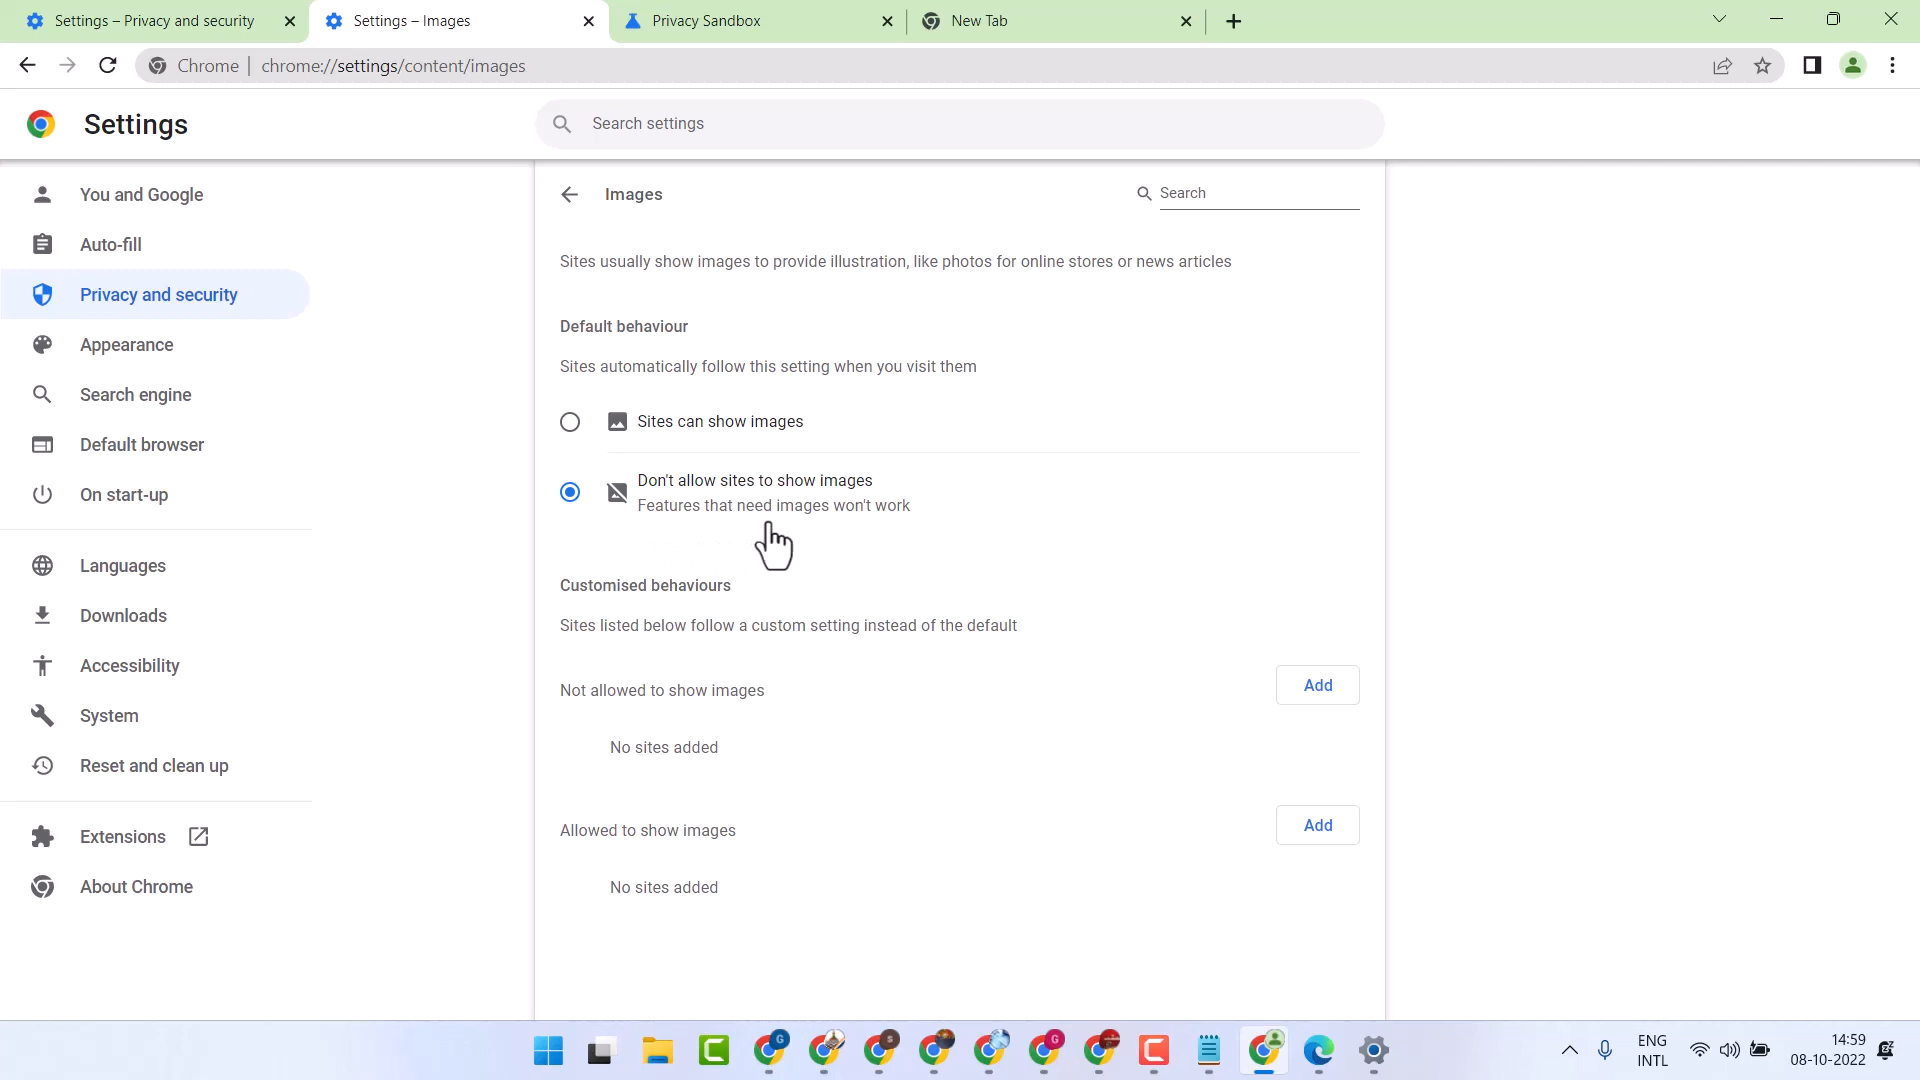 Settings – Privacy and security
Settings – Images
Privacy Sandbox
New Tab
Chrome | chrome://settings/content/images
Settings
Search settings
You and Google
Auto-fill
Privacy and security
Appearance
Search engine
Default browser
On start-up
Languages
Downloads
Accessibility
System
Reset and clean up
Extensions
About Chrome
Images
Search
Sites usually show images to provide illustration, like photos for online stores or news articles
Default behaviour
Sites automatically follow this setting when you visit them
Sites can show images
Don't allow sites to show images
Features that need images won't work
Customised behaviours
Sites listed below follow a custom setting instead of the default
Not allowed to show images
Add
No sites added
Allowed to show images
Add
No sites added
ENG
INTL
14:59
08-10-2022